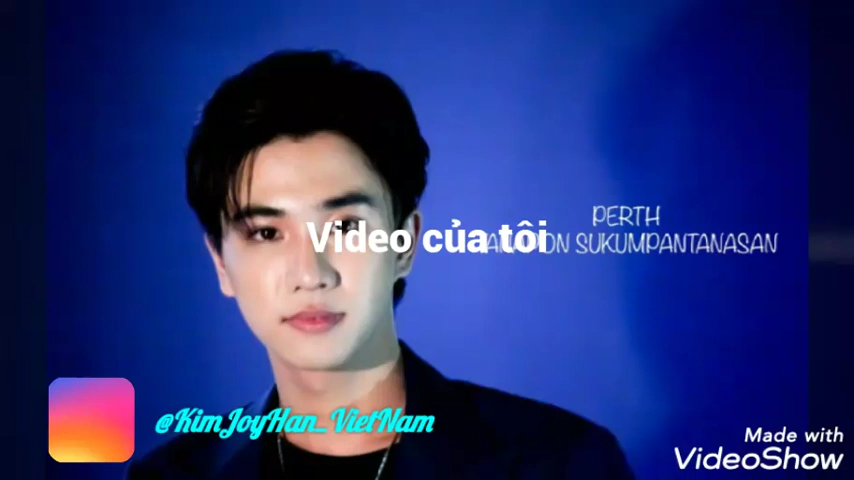 PERTH
Video của tôi
SUKUMPANTANASAN
@KimJoyHan_VietNam
Made with
VideoShow